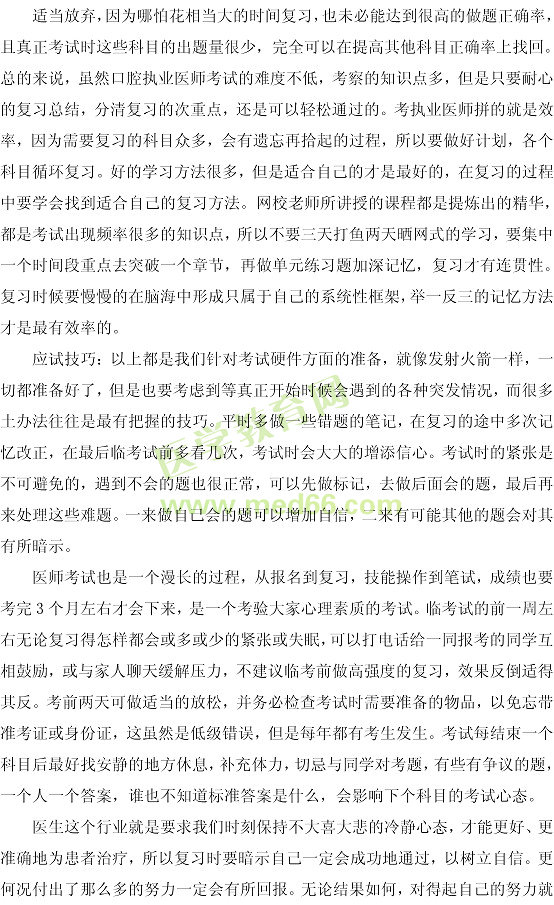 适当放弃，因为哪怕花相当大的时间复习，也未必能达到很高的做题正确率，
且真正考试时这些科目的出题量很少，完全可以在提高其他科目正确率上找回。
总的来说，虽然口腔执业医师考试的难度不低，考察的知识点多，但是只要耐心
的复习总结，分清复习的次重点，还是可以轻松通过的。考执业医师拼的就是效
率，因为需要复习的科目众多，会有遗忘再拾起的过程，所以要做好计划，各个
科目循环复习。好的学习方法很多，但是适合自己的才是最好的，在复习的过程
中要学会找到适合自己的复习方法。网校老师所讲授的课程都是提炼出的精华，
都是考试出现频率很多的知识点，所以不要三天打鱼两天晒网式的学习，要集中
一个时间段重点去突破一个章节，再做单元练习题加深记忆，复习才有连贯性。
复习时候要慢慢的在脑海中形成只属于自己的系统性框架，举一反三的记忆方法
才是最有效率的。
应试技巧：以上都是我们针对考试硬件方面的准备，就像发射火箭一样，一
切都准备好了，但是也要考虑到等真正开始时候会遇到的各种突发情况，而很多
土办法往往是最有把握的技巧。平时多做一些错题的笔记，在复习的途中多次记
忆改正，在最后临考试前多看几次，考试时会大大的增添信心。考试时的紧张是
不可避免的，遇到不会的题也很正常，可以先做标记，去做后面会的题，最后再
来处理这些难题。一来做自己会的题可以增加自信，二来有可能其他的题会对其
有所暗示。
医师考试也是一个漫长的过程，从报名到复习，技能操作到笔试，成绩也要
考完 3 个月左右才会下来，是一个考验大家心理素质的考试。临考试的前一周左
右无论复习得怎样都会或多或少的紧张或失眠，可以打电话给一同报考的同学互
相鼓励，或与家人聊天缓解压力，不建议临考前做高强度的复习，效果反倒适得
其反。考前两天可做适当的放松，并务必检查考试时需要准备的物品，以免忘带
准考证或身份证，这虽然是低级错误，但是每年都有考生发生。考试每结束一个
科目后最好找安静的地方休息，补充体力，切忌与同学对考题，有些有争议的题，
一个人一个答案，谁也不知道标准答案是什么，会影响下个科目的考试心态。
医生这个行业就是要求我们时刻保持不大喜大悲的冷静心态，才能更好、更
准确地为患者治疗，所以复习时要暗示自己一定会成功地通过，以树立自信。更
何况付出了那么多的努力一定会有所回报。无论结果如何，对得起自己的努力就
医学教育网
www.med66.com